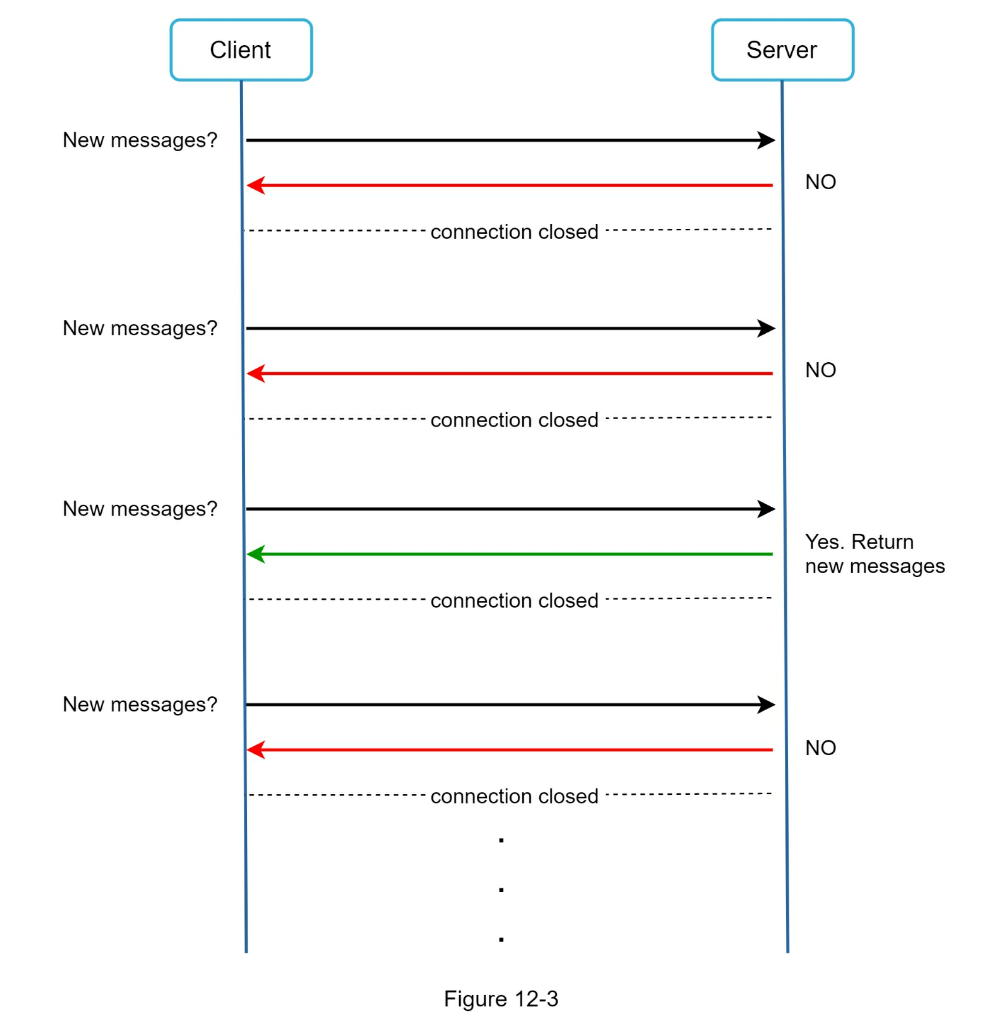 Client
Server
New messages?
NO
connection closed
New messages?
NO
connection closed
New messages?
Yes. Return
new messages
connection closed
New messages?
NO
connection closed
.
.
.
Figure 12-3